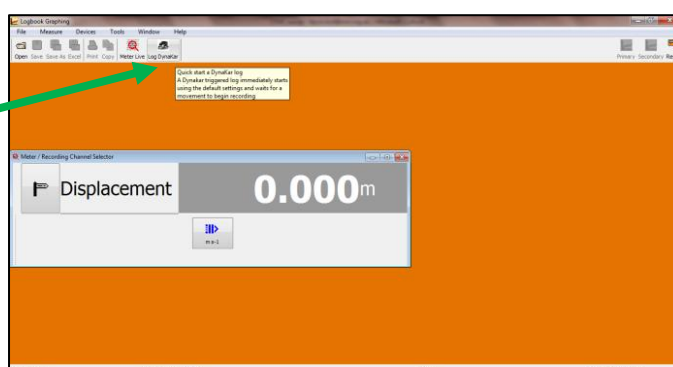 Logbook Graphing
File Measure Devices Tools Window Help
Open Save Save As Excel Print Copy Meter Live Log DynaKar Primary Secondary Re
Quick start a DynaKar log
A Dynakar triggered log immediately starts
using the default settings and waits for a
movement to begin recording
Meter / Recording Channel Selector
Displacement 0.000m
m s-1